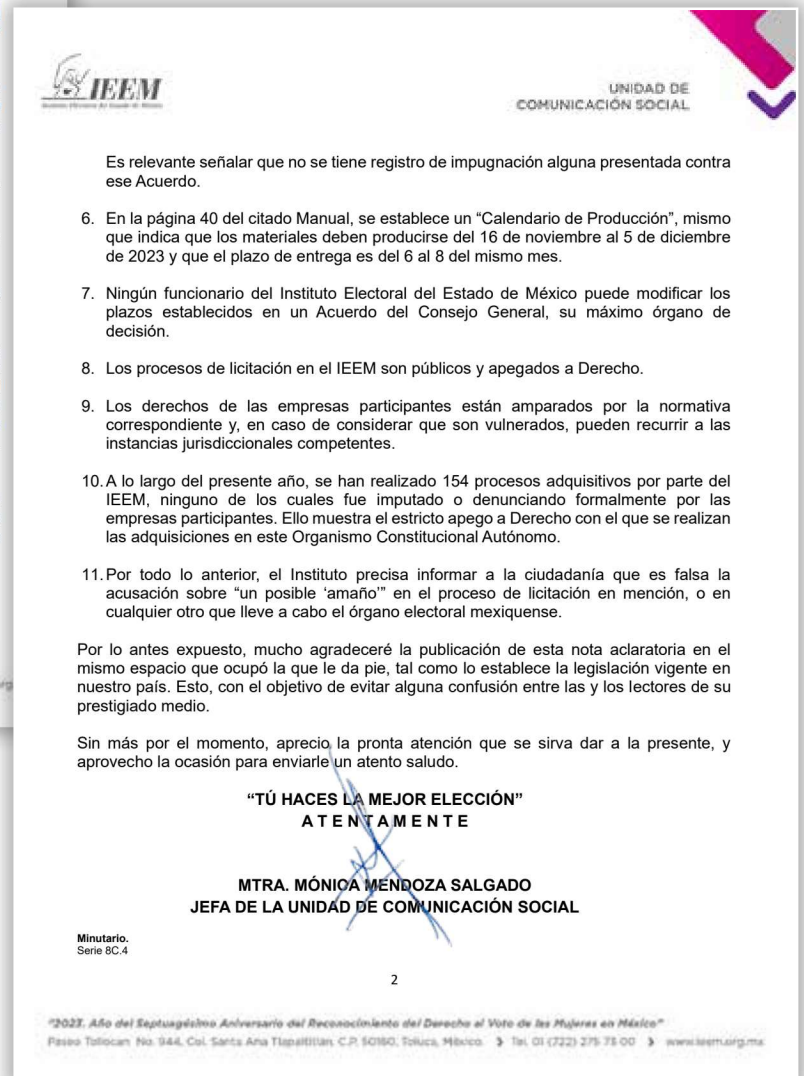 IEEM
Instituto Electoral del Estado de México
UNIDAD DE
COMUNICACIÓN SOCIAL
Es relevante señalar que no se tiene registro de impugnación alguna presentada contra
ese Acuerdo.
6. En la página 40 del citado Manual, se establece un “Calendario de Producción”, mismo
que indica que los materiales deben producirse del 16 de noviembre al 5 de diciembre
de 2023 y que el plazo de entrega es del 6 al 8 del mismo mes.
7. Ningún funcionario del Instituto Electoral del Estado de México puede modificar los
plazos establecidos en un Acuerdo del Consejo General, su máximo órgano de
decisión.
8. Los procesos de licitación en el IEEM son públicos y apegados a Derecho.
9. Los derechos de las empresas participantes están amparados por la normativa
correspondiente y, en caso de considerar que son vulnerados, pueden recurrir a las
instancias jurisdiccionales competentes.
10. A lo largo del presente año, se han realizado 154 procesos adquisitivos por parte del
IEEM, ninguno de los cuales fue imputado o denunciando formalmente por las
empresas participantes. Ello muestra el estricto apego a Derecho con el que se realizan
las adquisiciones en este Organismo Constitucional Autónomo.
11. Por todo lo anterior, el Instituto precisa informar a la ciudadanía que es falsa la
acusación sobre “un posible ‘amaño’” en el proceso de licitación en mención, o en
cualquier otro que lleve a cabo el órgano electoral mexiquense.
Por lo antes expuesto, mucho agradeceré la publicación de esta nota aclaratoria en el
mismo espacio que ocupó la que le da pie, tal como lo establece la legislación vigente en
nuestro país. Esto, con el objetivo de evitar alguna confusión entre las y los lectores de su
prestigiado medio.
Sin más por el momento, aprecio la pronta atención que se sirva dar a la presente, y
aprovecho la ocasión para enviarle un atento saludo.
“TÚ HACES LA MEJOR ELECCIÓN”
A T E N T A M E N T E
MTRA. MÓNICA MENDOZA SALGADO
JEFA DE LA UNIDAD DE COMUNICACIÓN SOCIAL
Minutario.
Serie 8C.4
2
"2023. Año del Septuagésimo Aniversario del Reconocimiento del Derecho al Voto de las Mujeres en México"
Paseo Tollocan No. 944, Col. Santa Ana Tlapaltitlán, C.P. 50160, Toluca, México. Tel. 01 (722) 275 73 00 www.ieem.org.mx